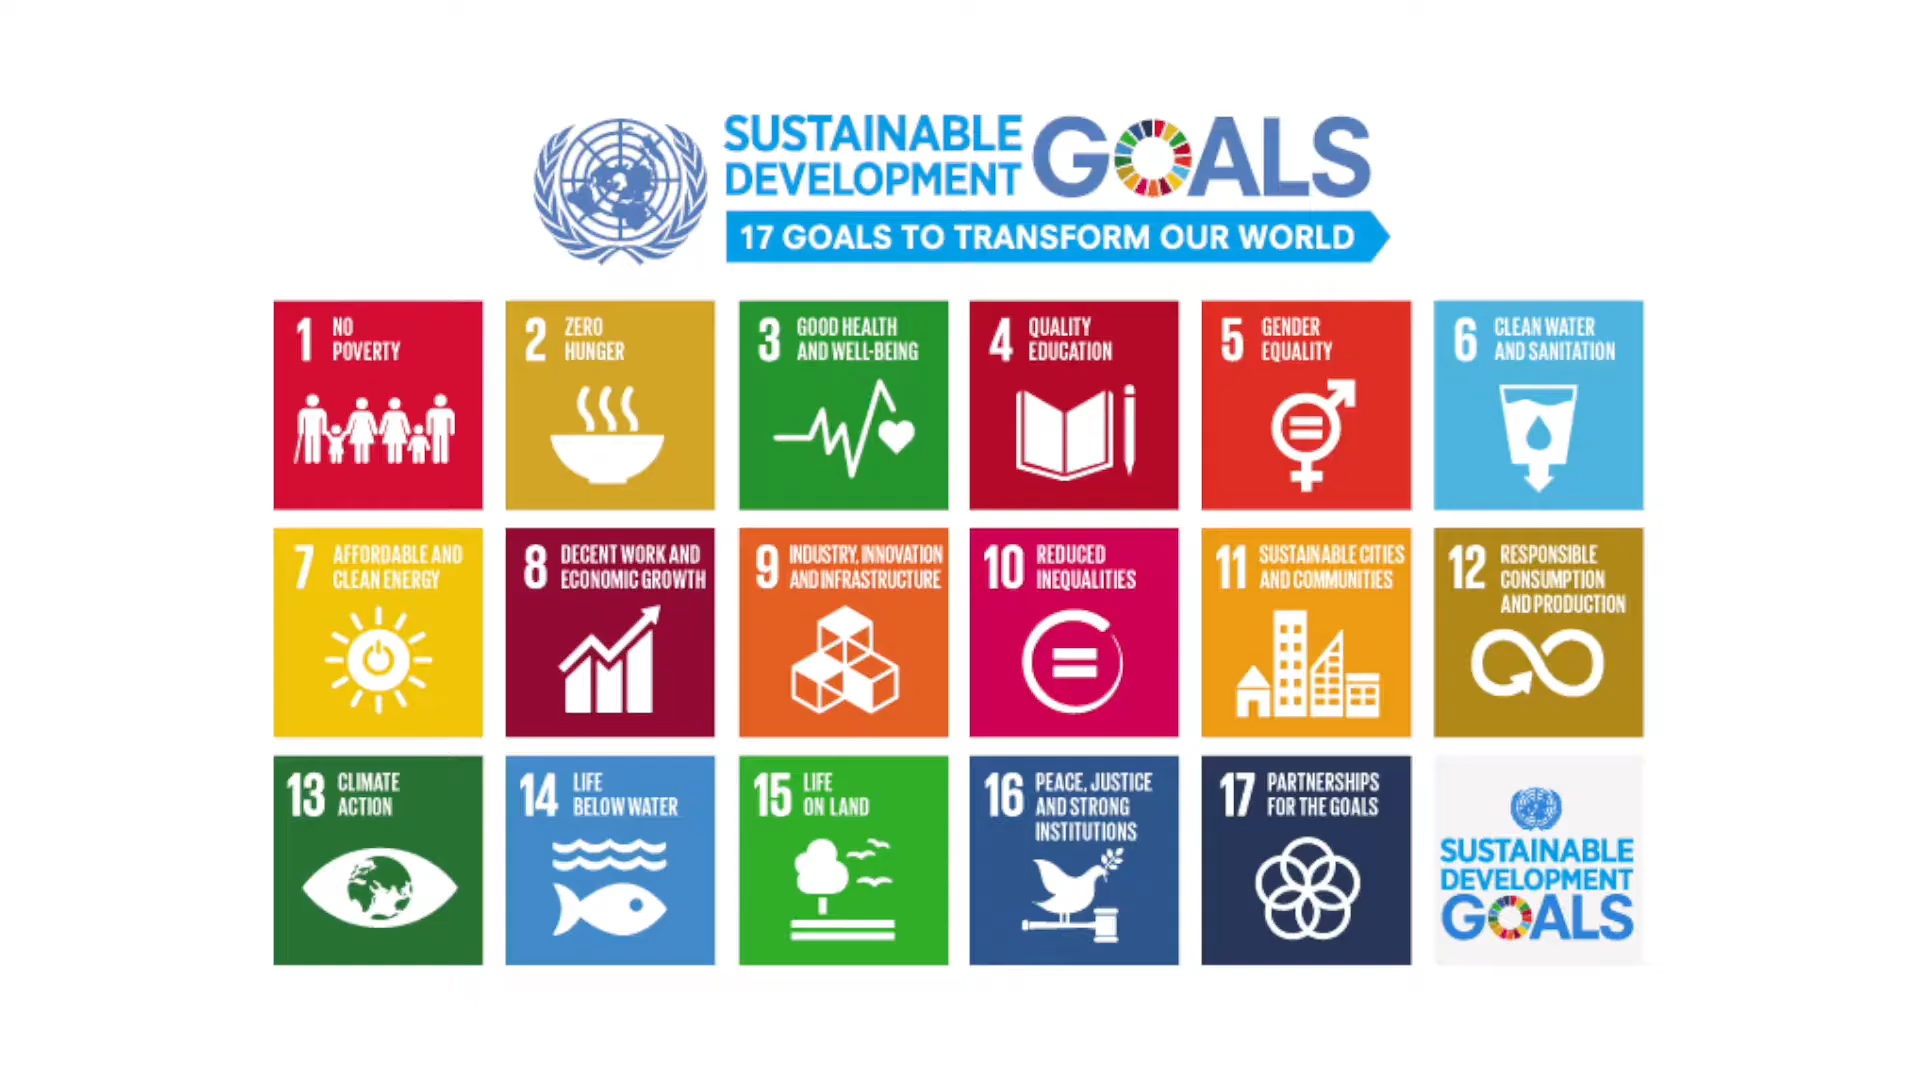 SUSTAINABLE
DEVELOPMENT
GOALS
17 GOALS TO TRANSFORM OUR WORLD
1 NO
POVERTY
2 ZERO
HUNGER
3 GOOD HEALTH
AND WELL-BEING
4 QUALITY
EDUCATION
5 GENDER
EQUALITY
6 CLEAN WATER
AND SANITATION
7 AFFORDABLE AND
CLEAN ENERGY
8 DECENT WORK AND
ECONOMIC GROWTH
9 INDUSTRY, INNOVATION
AND INFRASTRUCTURE
10 REDUCED
INEQUALITIES
11 SUSTAINABLE CITIES
AND COMMUNITIES
12 RESPONSIBLE
CONSUMPTION
AND PRODUCTION
13 CLIMATE
ACTION
14 LIFE
BELOW WATER
15 LIFE
ON LAND
16 PEACE, JUSTICE
AND STRONG
INSTITUTIONS
17 PARTNERSHIPS
FOR THE GOALS
SUSTAINABLE
DEVELOPMENT
GOALS